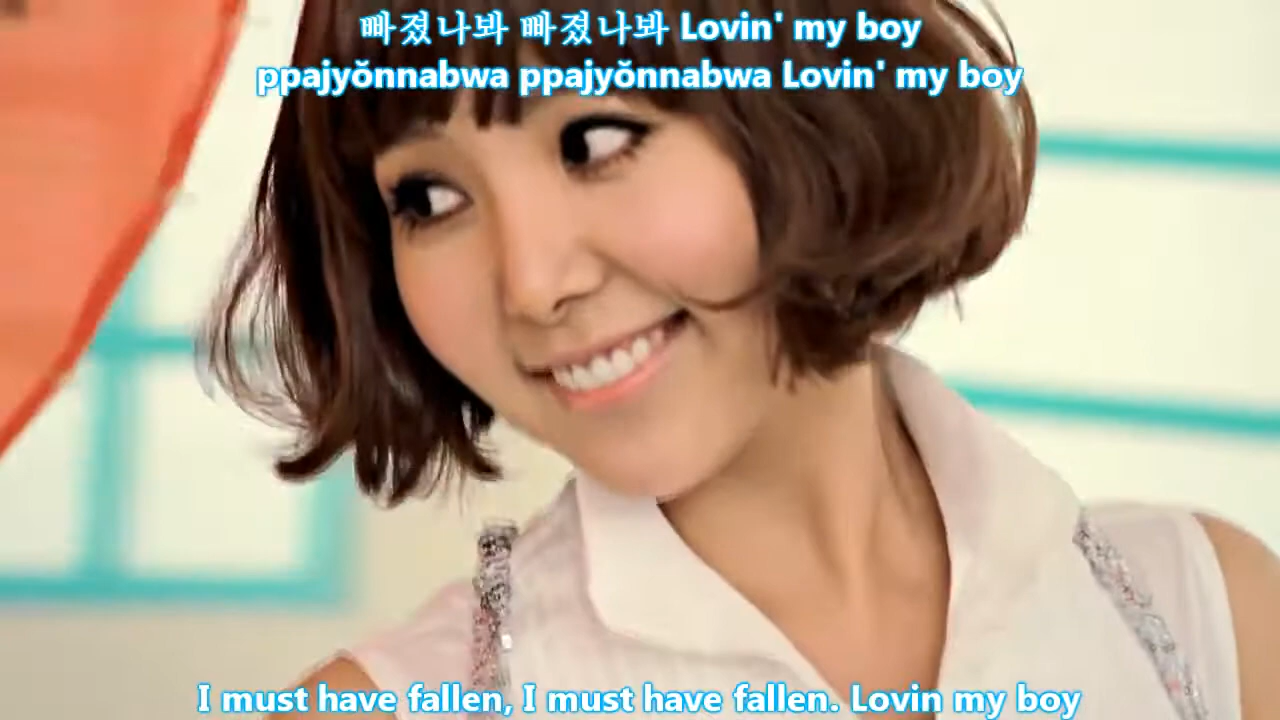 빠졌나봐 빠졌나봐 Lovin' my boy
ppajyŏnnabwa ppajyŏnnabwa Lovin' my boy
I must have fallen, I must have fallen. Lovin my boy